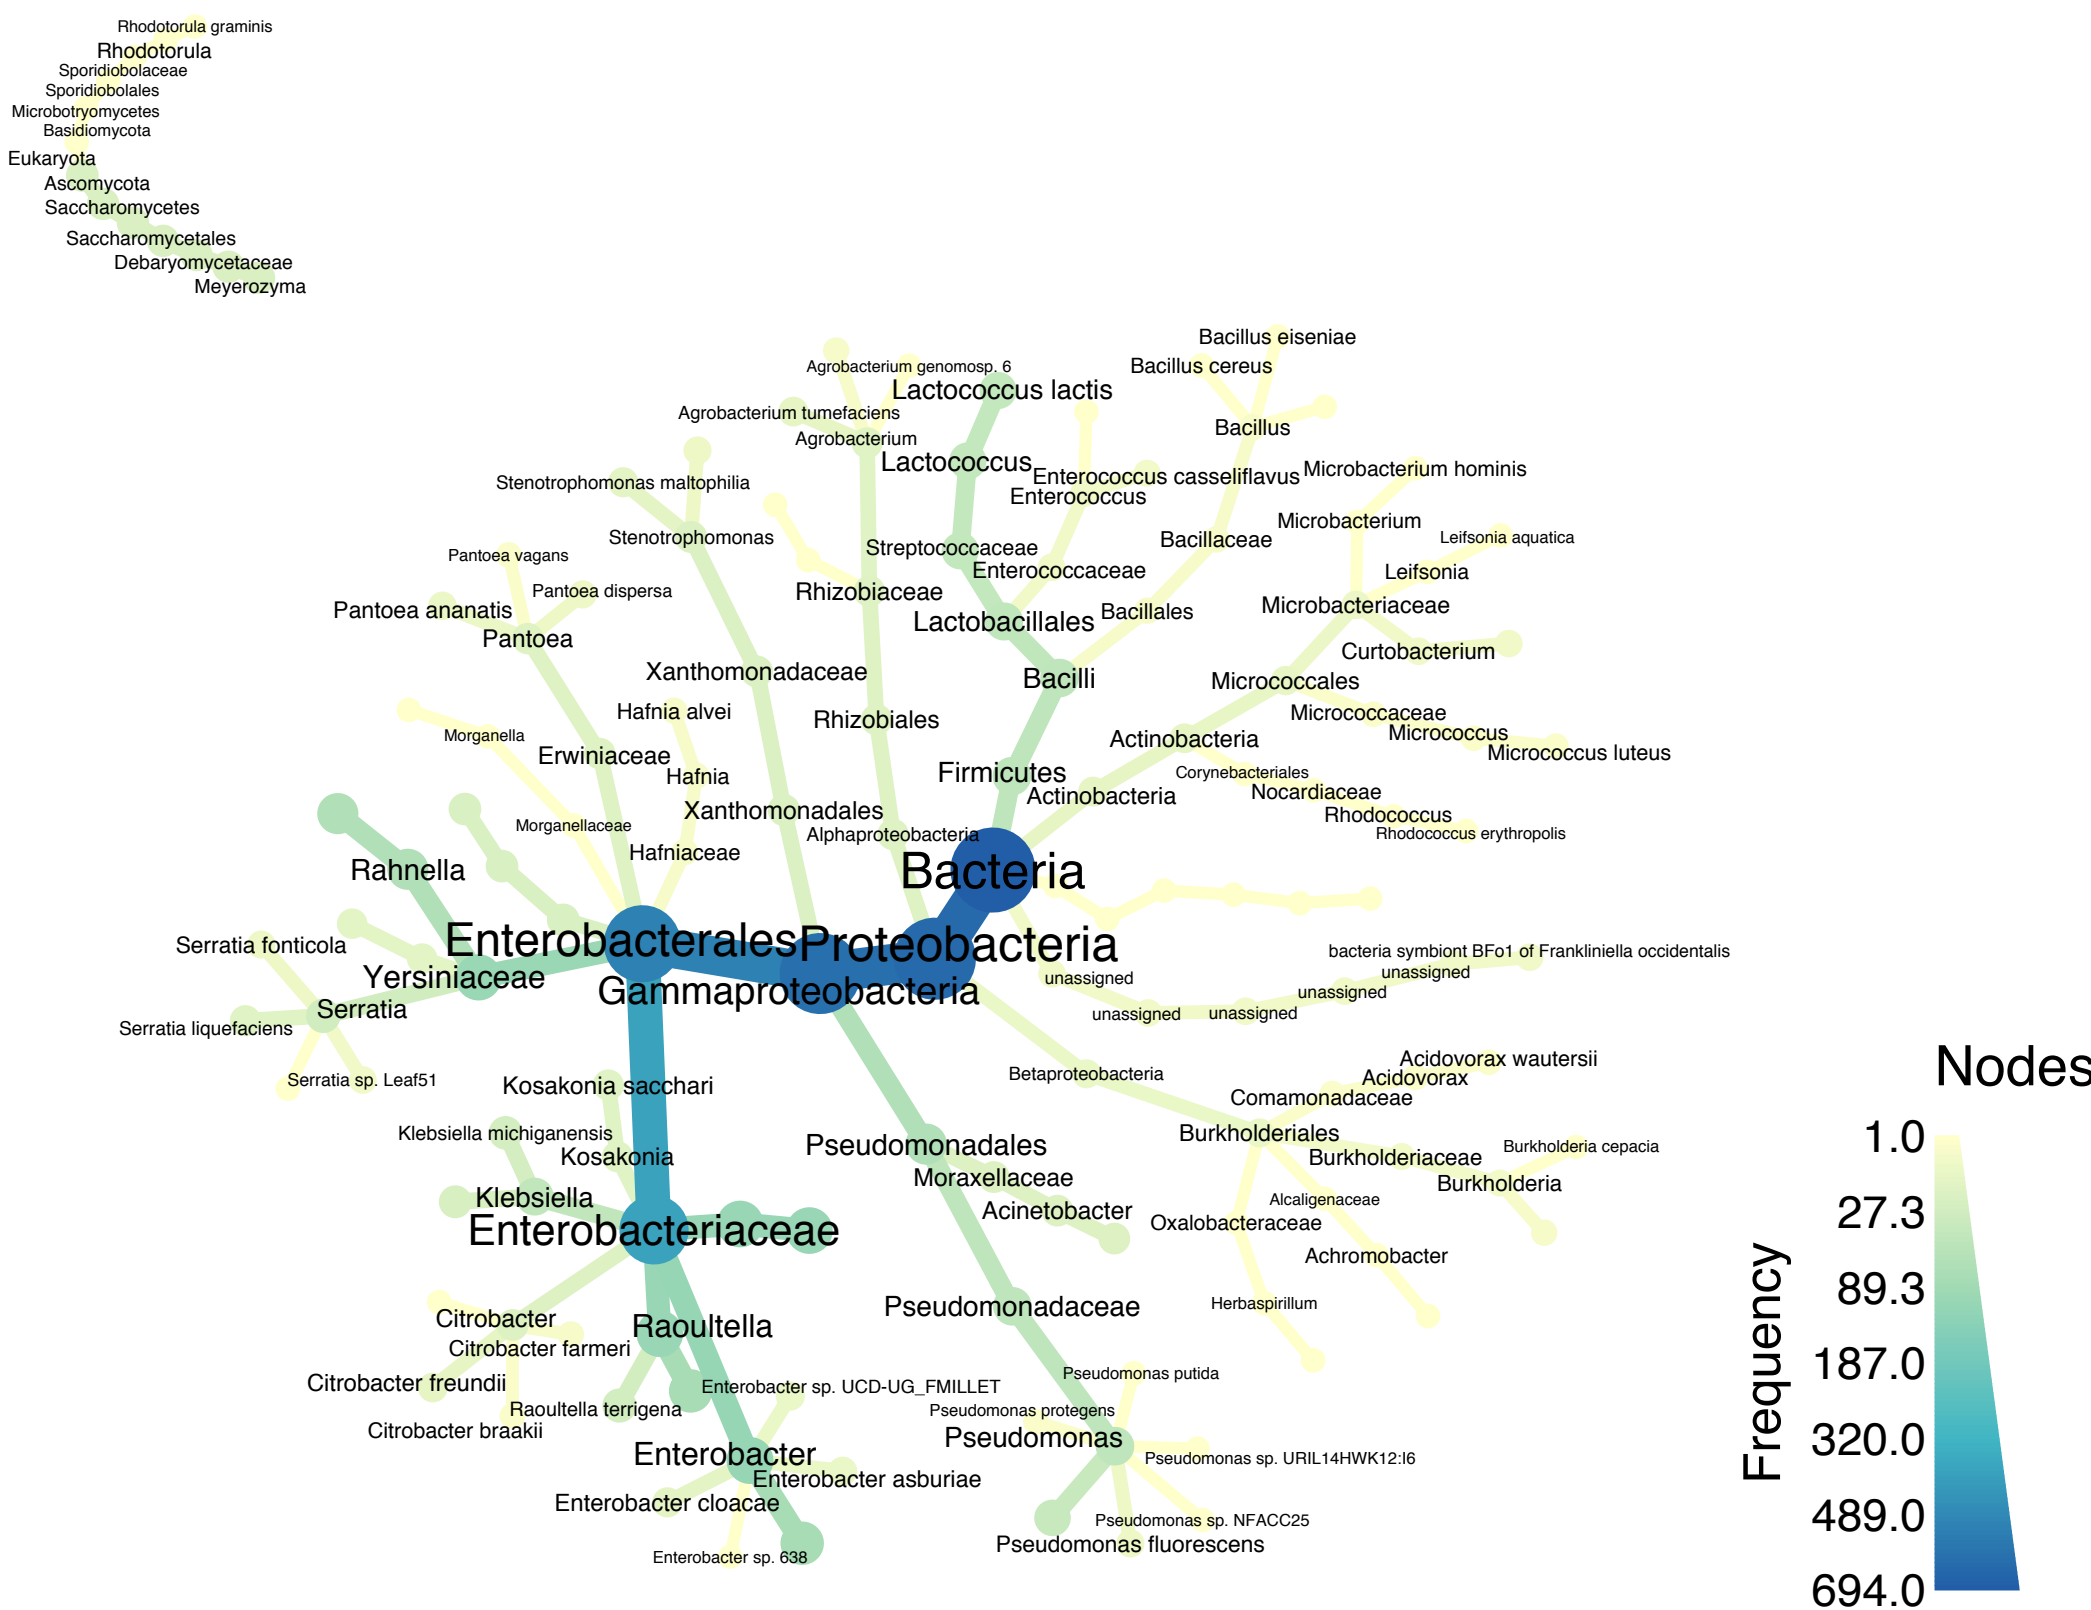 Rhodotorula graminis
Rhodotorula
Sporidiobolaceae
Sporidiobolales
Microbotryomycetes
Basidiomycota
Eukaryota
Ascomycota
Saccharomycetes
Saccharomycetales
Debaryomycetaceae
Meyerozyma
Bacillus eiseniae
Bacillus cereus
Agrobacterium genomosp. 6
Lactococcus lactis
Agrobacterium tumefaciens
Bacillus
Agrobacterium
Lactococcus
Microbacterium hominis
Enterococcus casseliflavus
Stenotrophomonas maltophilia
Enterococcus
Microbacterium
Stenotrophomonas
Leifsonia aquatica
Bacillaceae
Streptococcaceae
Pantoea vagans
Enterococcaceae
Leifsonia
Pantoea dispersa
Rhizobiaceae
Microbacteriaceae
Pantoea ananatis
Bacillales
Lactobacillales
Pantoea
Curtobacterium
Xanthomonadaceae
Bacilli
Micrococcales
Hafnia alvei
Micrococcaceae
Rhizobiales
Micrococcus
Morganella
Actinobacteria
Micrococcus luteus
Erwiniaceae
Firmicutes
Corynebacteriales
Hafnia
Nocardiaceae
Actinobacteria
Xanthomonadales
Rhodococcus
Morganellaceae
Alphaproteobacteria
Rhodococcus erythropolis
Hafniaceae
Rahnella
Bacteria
Enterobacterales
Proteobacteria
Serratia fonticola
bacteria symbiont BFo1 of Frankliniella occidentalis
unassigned
Yersiniaceae
unassigned
Gammaproteobacteria
unassigned
Serratia
unassigned
unassigned
Serratia liquefaciens
Acidovorax wautersii
Nodes
Betaproteobacteria
Acidovorax
Serratia sp. Leaf51
Kosakonia sacchari
Comamonadaceae
Klebsiella michiganensis
Burkholderiales
1.0
Pseudomonadales
Burkholderia cepacia
Kosakonia
Burkholderiaceae
Moraxellaceae
Burkholderia
Klebsiella
Alcaligenaceae
Acinetobacter
27.3
Oxalobacteraceae
Enterobacteriaceae
Achromobacter
89.3
Herbaspirillum
Pseudomonadaceae
Citrobacter
Raoultella
Citrobacter farmeri
Frequency
187.0
Pseudomonas putida
Citrobacter freundii
Enterobacter sp. UCD-UG_FMILLET
Raoultella terrigena
Pseudomonas protegens
Citrobacter braakii
Pseudomonas
320.0
Enterobacter
Pseudomonas sp. URIL14HWK12:I6
Enterobacter asburiae
Enterobacter cloacae
489.0
Pseudomonas sp. NFACC25
Pseudomonas fluorescens
Enterobacter sp. 638
694.0